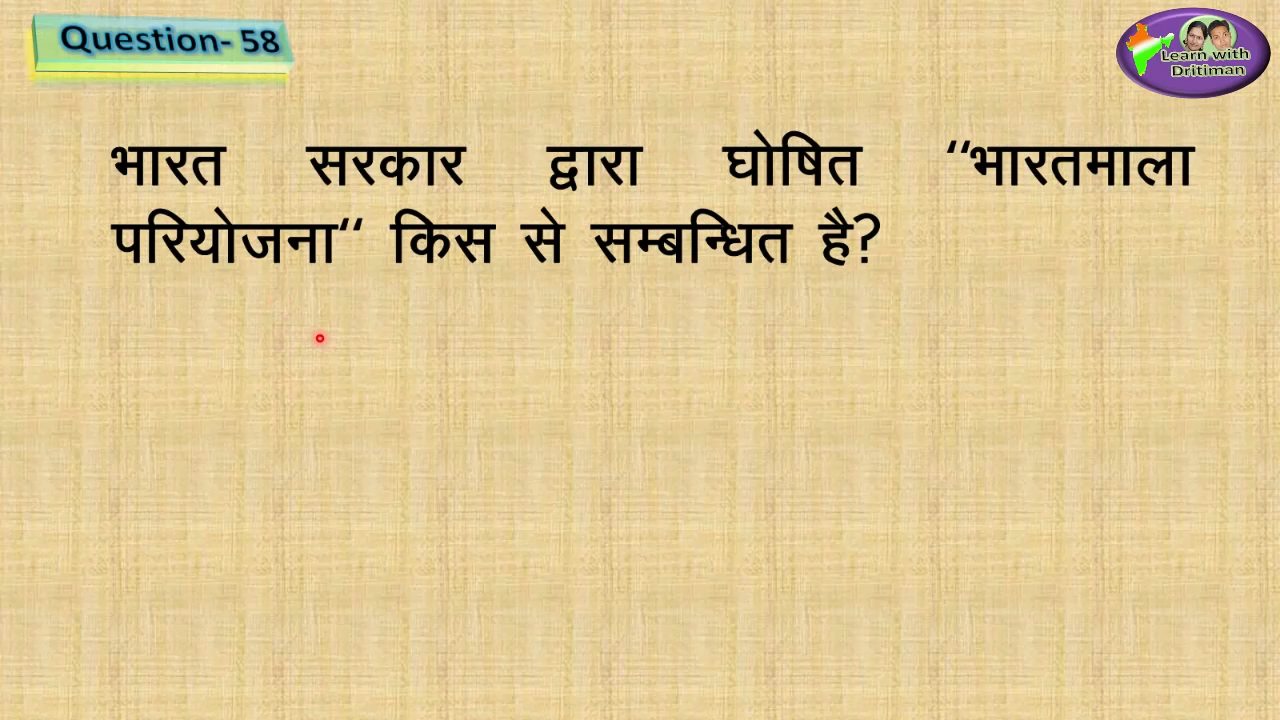 Question- 58
Learn with
Dritiman
भारत सरकार द्वारा घोषित “भारतमाला
परियोजना“ किस से सम्बन्धित है?